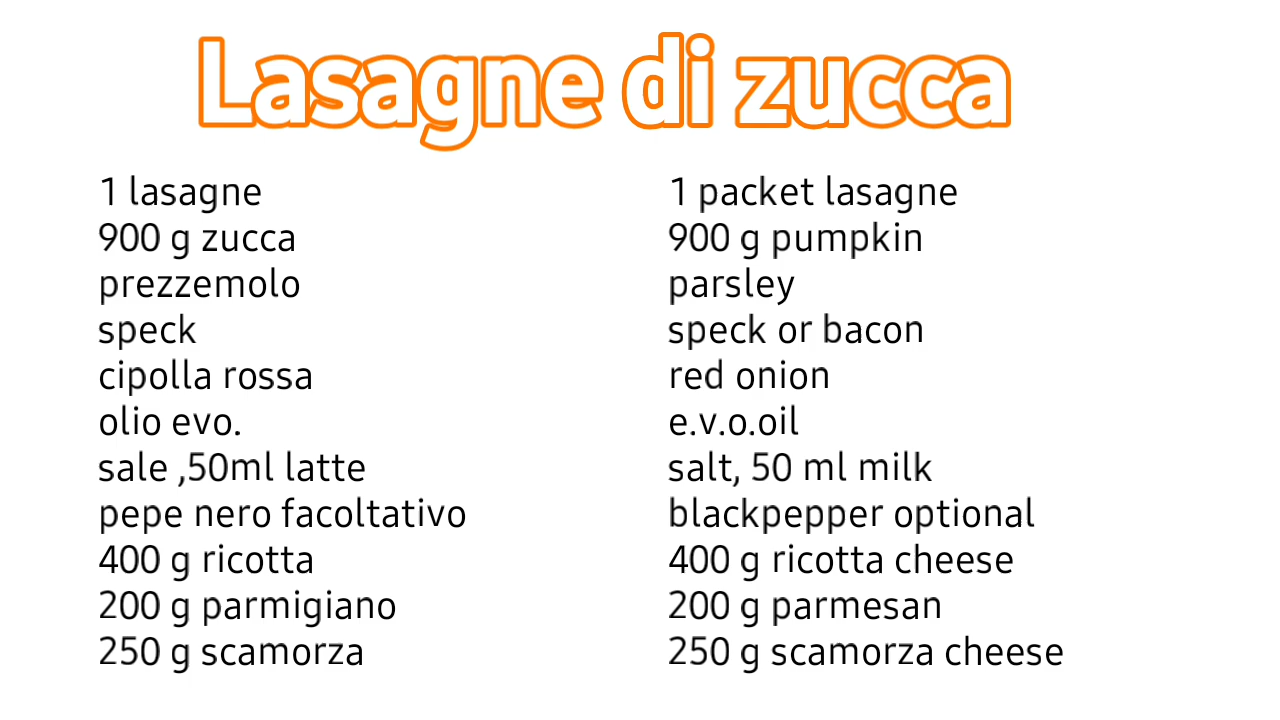 Lasagne di zucca
1 lasagne
900 g zucca
prezzemolo
speck
cipolla rossa
olio evo.
sale ,50ml latte
pepe nero facoltativo
400 g ricotta
200 g parmigiano
250 g scamorza
1 packet lasagne
900 g pumpkin
parsley
speck or bacon
red onion
e.v.o.oil
salt, 50 ml milk
blackpepper optional
400 g ricotta cheese
200 g parmesan
250 g scamorza cheese